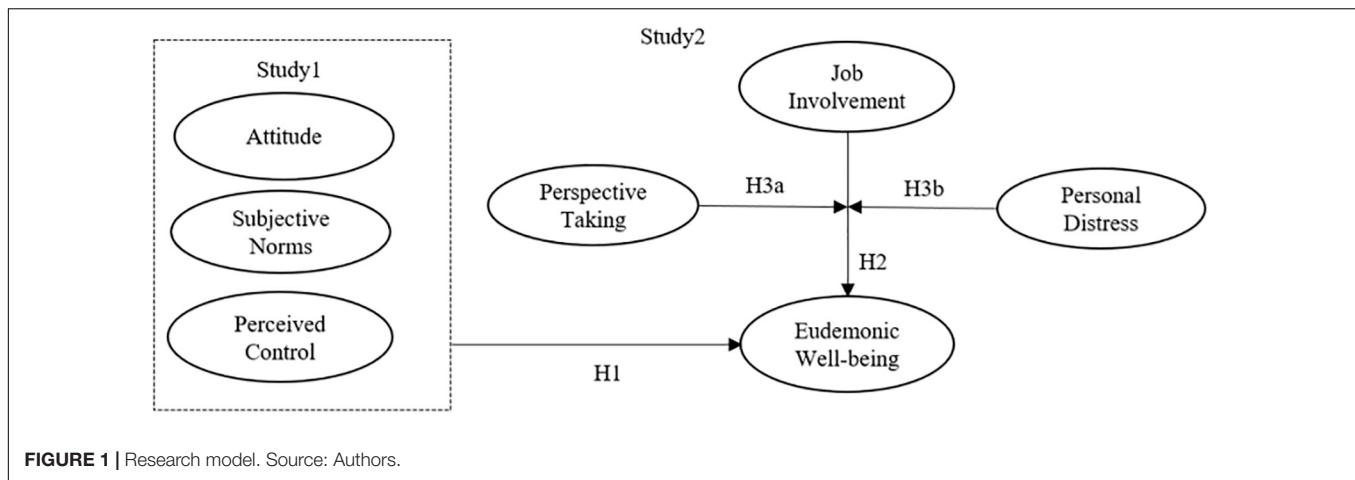 Study2
Study1
Attitude
Subjective
Norms
Perceived
Control
Job
Involvement
Perspective
Taking
H3a
H3b
Personal
Distress
H2
Eudemonic
Well-being
H1
FIGURE 1 | Research model. Source: Authors.